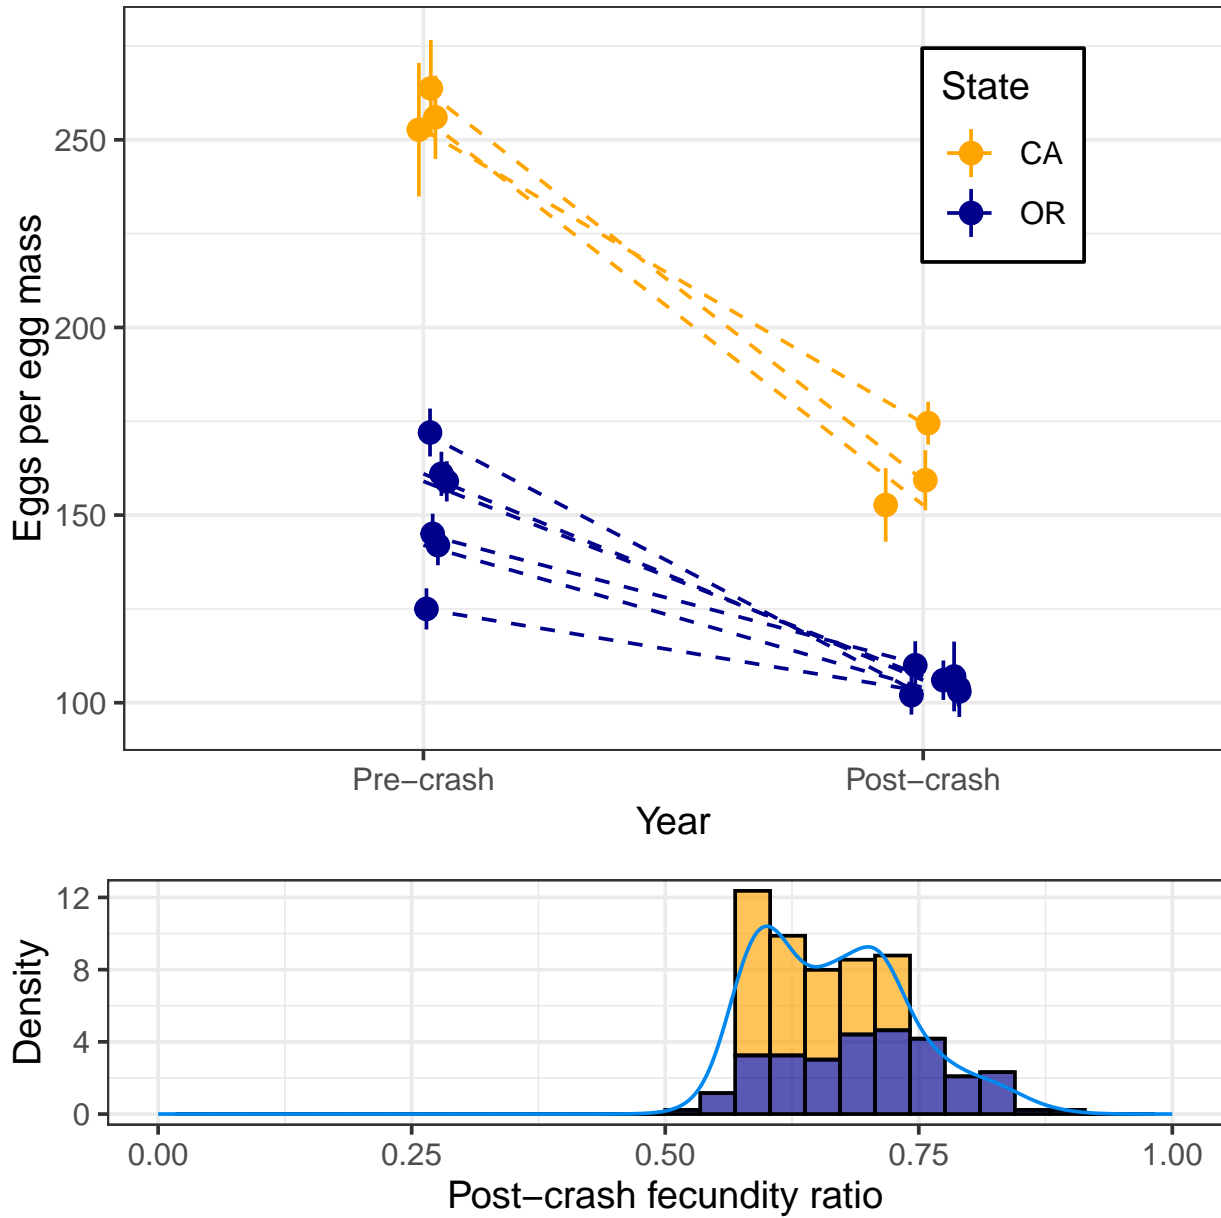 Eggs per egg mass
250
200
150
100
State
CA
OR
Pre−crash
Post−crash
Year
Density
12
8
4
0
0.00
0.25
0.50
0.75
1.00
Post−crash fecundity ratio